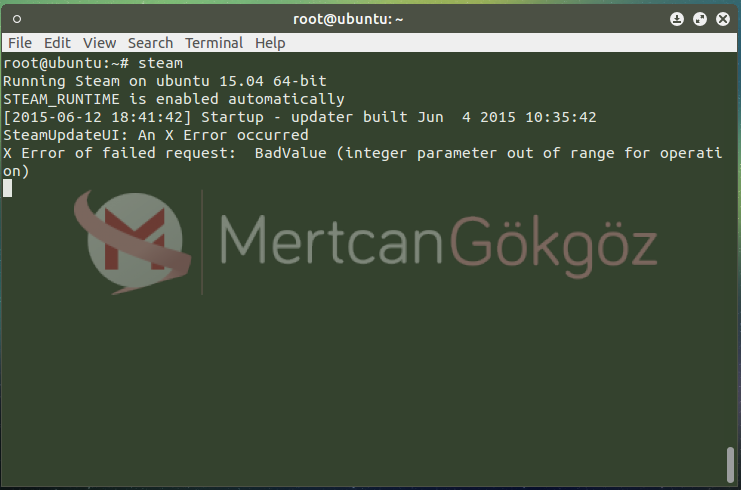 root@ubuntu: ~
File Edit View Search Terminal Help
root@ubuntu:~# steam
Running Steam on ubuntu 15.04 64-bit
STEAM_RUNTIME is enabled automatically
[2015-06-12 18:41:42] Startup - updater built Jun  4 2015 10:35:42
SteamUpdateUI: An X Error occurred
X Error of failed request:  BadValue (integer parameter out of range for operati
on)
MertcanGökgöz